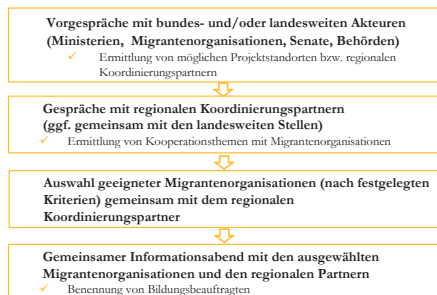 Vorgespräche mit bundes- und/oder landesweiten Akteuren
(Ministerien, Migrantenorganisationen, Senate, Behörden)
✓ Ermittlung von möglichen Projektstandorten bzw. regionalen
Koordinierungspartnern
Gespräche mit regionalen Koordinierungspartnern
(ggf. gemeinsam mit den landesweiten Stellen)
✓ Ermittlung von Kooperationsthemen mit Migrantenorganisationen
Auswahl geeigneter Migrantenorganisationen (nach festgelegten
Kriterien) gemeinsam mit dem regionalen
Koordinierungspartner
Gemeinsamer Informationsabend mit den ausgewählten
Migrantenorganisationen und den regionalen Partnern
✓ Benennung von Bildungsbeauftragten